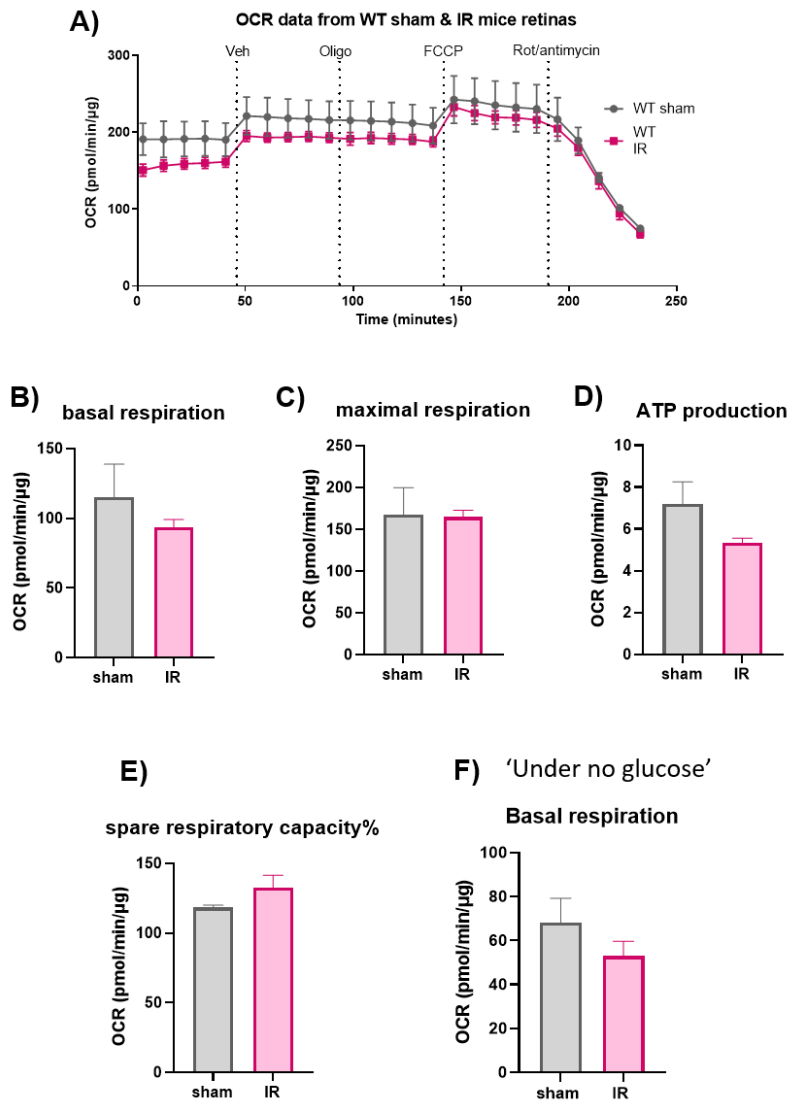 A)
OCR data from WT sham & IR mice retinas
Veh Oligo FCCP Rot/antimycin
OCR (pmol/min/µg)
300
200
100
0
0 50 100 150 200 250
Time (minutes)
WT sham
WT
IR
B)
basal respiration
OCR (pmol/min/µg)
150
100
50
0
sham IR
C)
maximal respiration
OCR (pmol/min/µg)
250
200
150
100
50
0
sham IR
D)
ATP production
OCR (pmol/min/µg)
10
8
6
4
2
0
sham IR
E)
spare respiratory capacity%
OCR (pmol/min/µg)
150
100
50
0
sham IR
F) ‘Under no glucose’
Basal respiration
OCR (pmol/min/µg)
100
80
60
40
20
0
sham IR